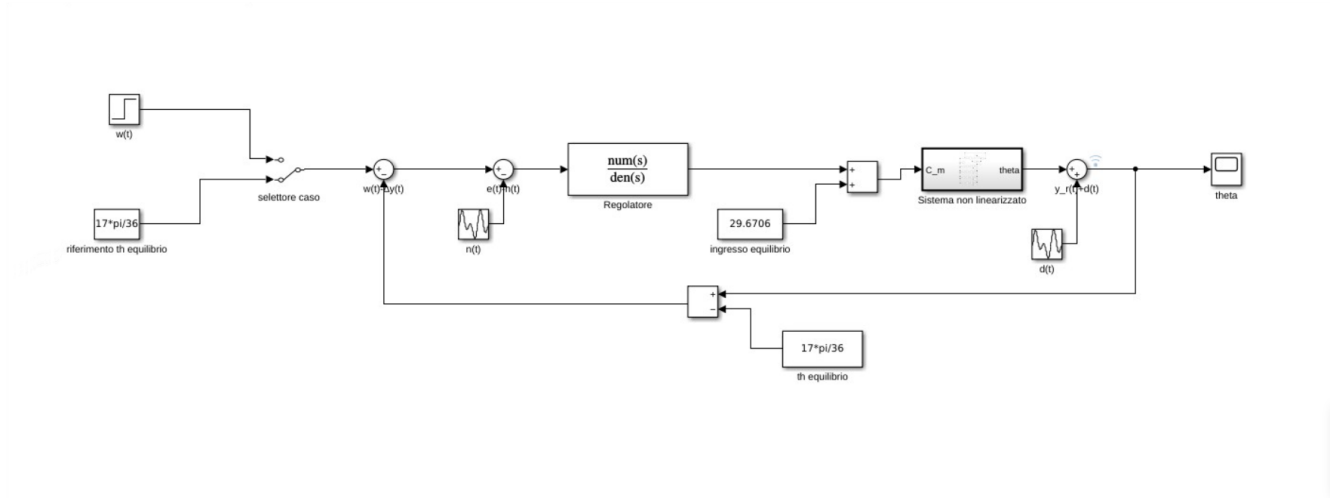 w(t)
17*pi/36
riferimento th equilibrio
selettore caso
w(t)-Δy(t)
e(t)-n(t)
n(t)
num(s)
den(s)
Regolatore
29.6706
ingresso equilibrio
C_m
theta
Sistema non linearizzato
y_r(t)+d(t)
d(t)
theta
17*pi/36
th equilibrio